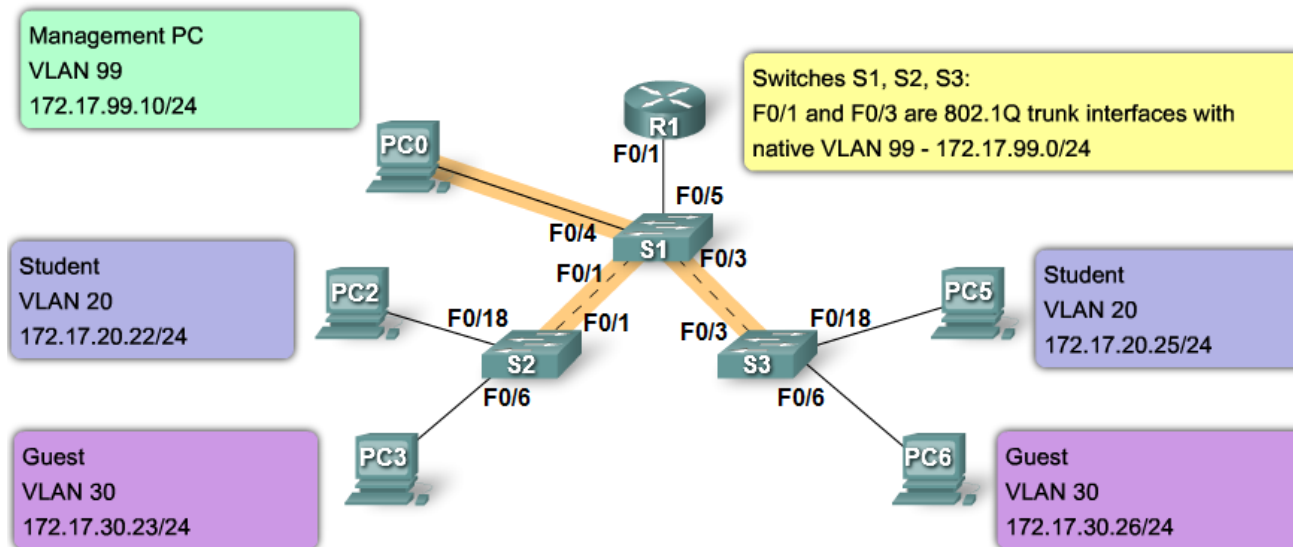 Management PC
VLAN 99
172.17.99.10/24
Switches S1, S2, S3:
F0/1 and F0/3 are 802.1Q trunk interfaces with
native VLAN 99 - 172.17.99.0/24
R1
F0/1
PC0
F0/5
F0/4
S1
F0/1
F0/3
Student
VLAN 20
172.17.20.22/24
PC2
F0/18
F0/1
S2
F0/6
F0/3
F0/18
S3
F0/6
PC5
Student
VLAN 20
172.17.20.25/24
Guest
VLAN 30
172.17.30.23/24
PC3
PC6
Guest
VLAN 30
172.17.30.26/24